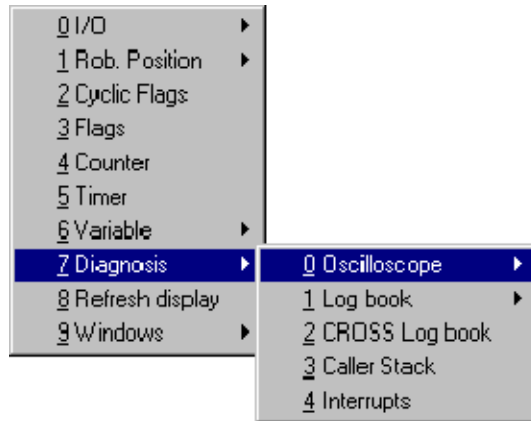 0 I/O
1 Rob. Position
2 Cyclic Flags
3 Flags
4 Counter
5 Timer
6 Variable
7 Diagnosis
8 Refresh display
9 Windows
0 Oscilloscope
1 Log book
2 CROSS Log book
3 Caller Stack
4 Interrupts